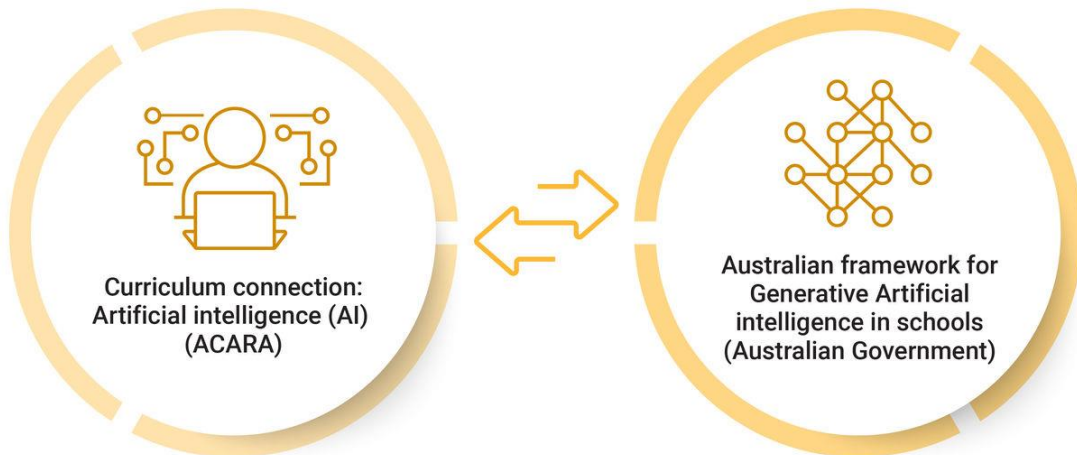 Curriculum connection:
Artificial intelligence (AI)
(ACARA)
Australian framework for
Generative Artificial
intelligence in schools
(Australian Government)